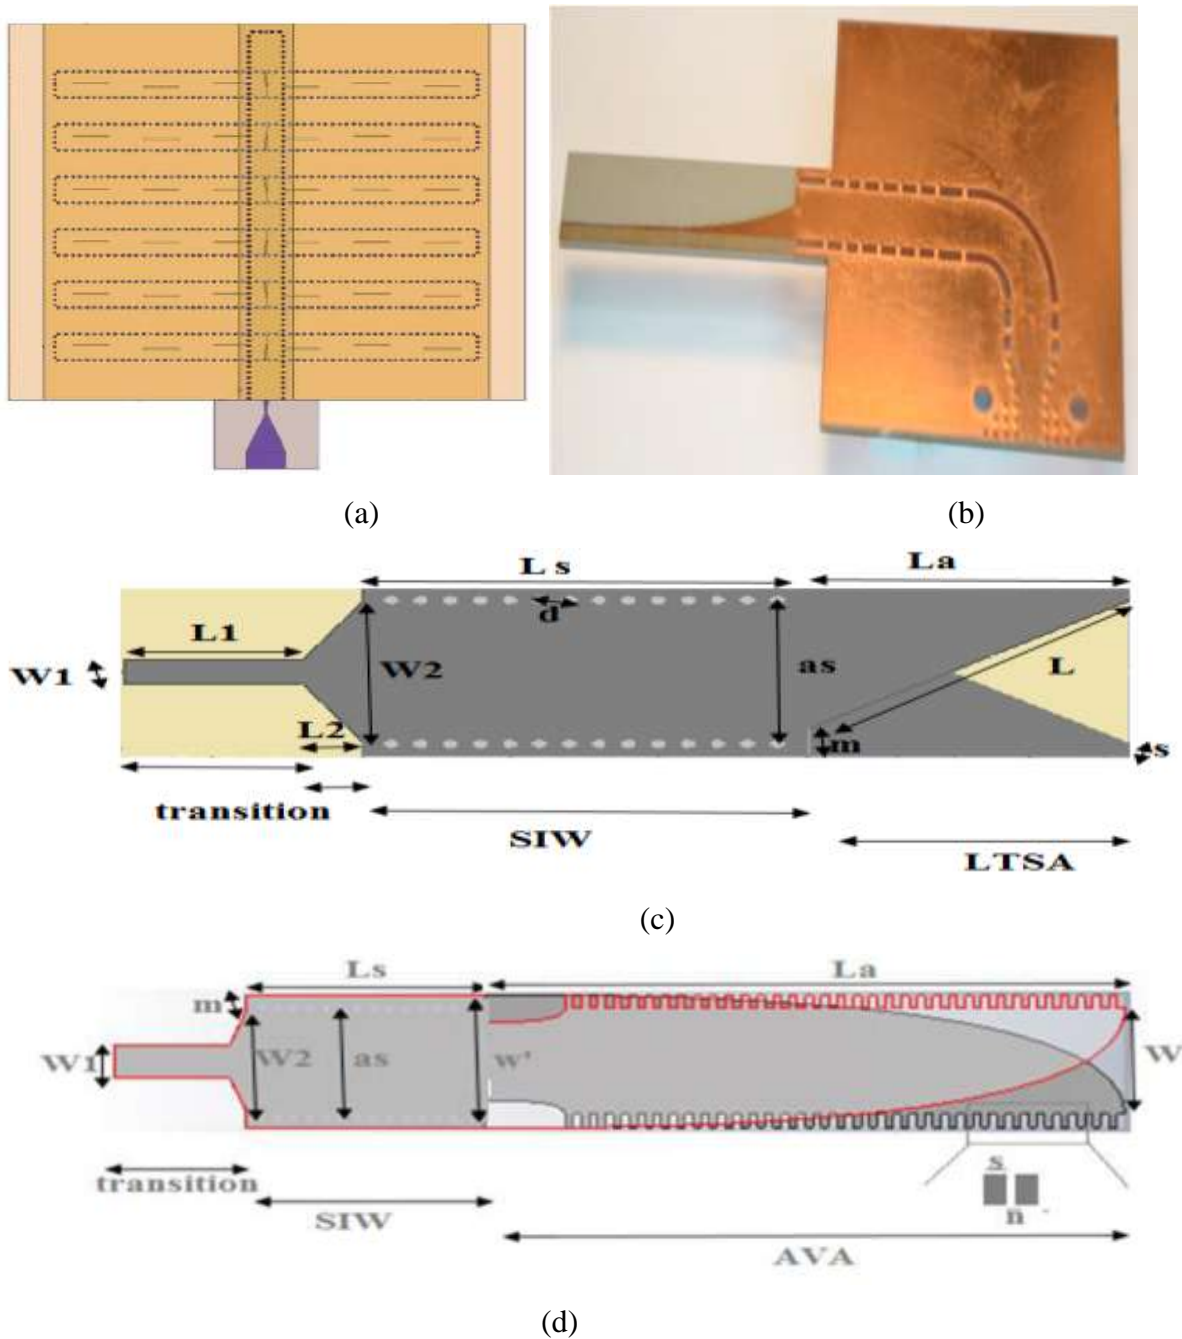 (a)
(b)
L s
La
d
L1
W1
W2
as
L
L2
m
s
transition
SIW
LTSA
(c)
Ls
La
m
W1
W2
as
w'
W
transition
s
SIW
n
AVA
(d)